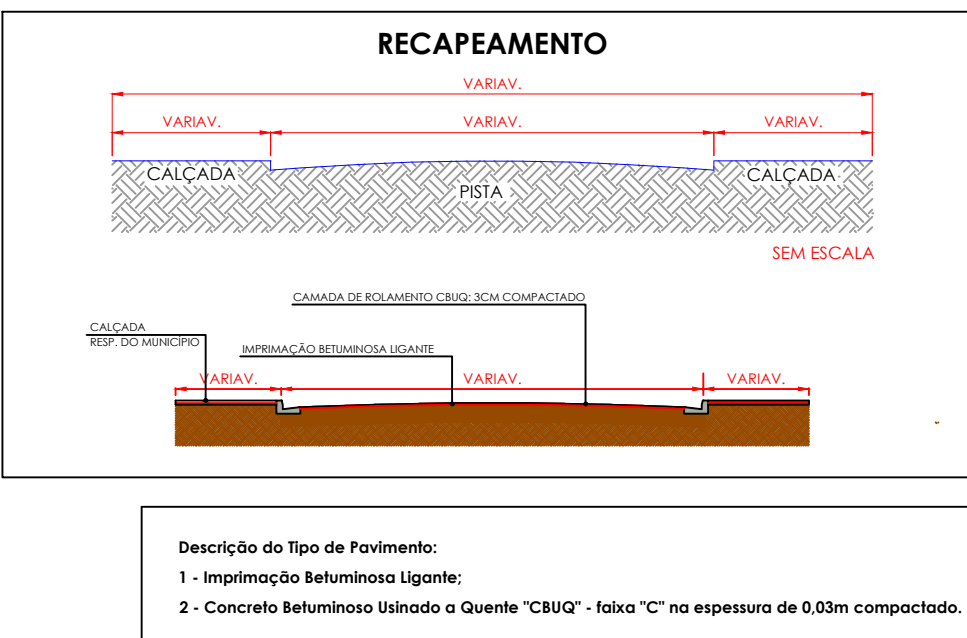 RECAPEAMENTO
VARIAV.
VARIAV.
VARIAV.
VARIAV.
CALÇADA
CALÇADA
PISTA
SEM ESCALA
CAMADA DE ROLAMENTO CBUQ: 3CM COMPACTADO
CALÇADA
RESP. DO MUNICÍPIO
IMPRIMAÇÃO BETUMINOSA LIGANTE
VARIAV.
VARIAV.
VARIAV.
Descrição do Tipo de Pavimento:
1 - Imprimação Betuminosa Ligante;
2 - Concreto Betuminoso Usinado a Quente "CBUQ" - faixa "C" na espessura de 0,03m compactado.